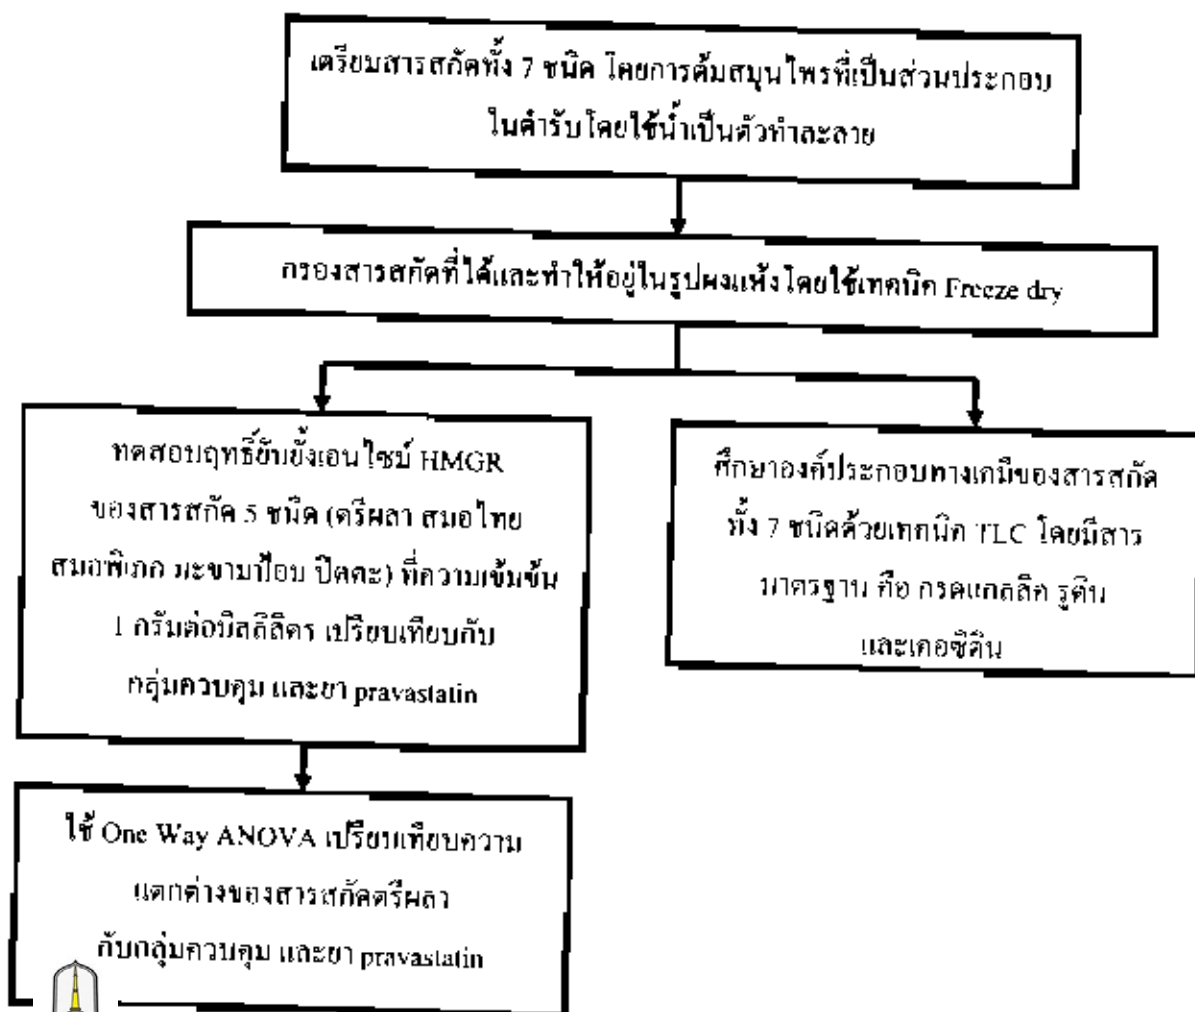 เตรียมสารสกัดทั้ง 7 ชนิด โดยการต้มสมุนไพรที่เป็นส่วนประกอบ
ในตำรับโดยใช้น้ำเป็นตัวทำละลาย
กรองสารสกัดที่ได้และทำให้อยู่ในรูปผงแห้งโดยใช้เทคนิค Freeze dry
ทดสอบฤทธิ์ยับยั้งเอนไซม์ HMGR
ของสารสกัด 5 ชนิด (ตรีผลา สมอไทย
สมอพิเภก มะขามป้อม ปิตตะ) ที่ความเข้มข้น
1 กรัมต่อมิลลิลิตร เปรียบเทียบกับ
กลุ่มควบคุม และยา pravastatin
ศึกษาองค์ประกอบทางเคมีของสารสกัด
ทั้ง 7 ชนิดด้วยเทคนิค TLC โดยมีสาร
มาตรฐาน คือ กรดแกลลิค รูติน
และเคอซิติน
ใช้ One Way ANOVA เปรียบเทียบความ
แตกต่างของสารสกัดตรีผลา
กับกลุ่มควบคุม และยา pravastatin